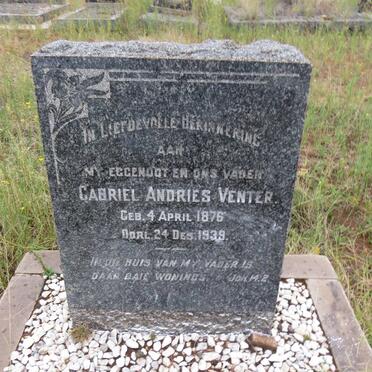 IN LIEFDEVOLLE HERINNERING
AAN
MY EGGENOOT EN ONS VADER
GABRIEL ANDRIES VENTER.
GEB. 4 APRIL 1876
OORL. 24 DES. 1939.
IN DIE HUIS VAN MY VADER IS
DAAR BAIE WONINGS. JOH. 14.2.